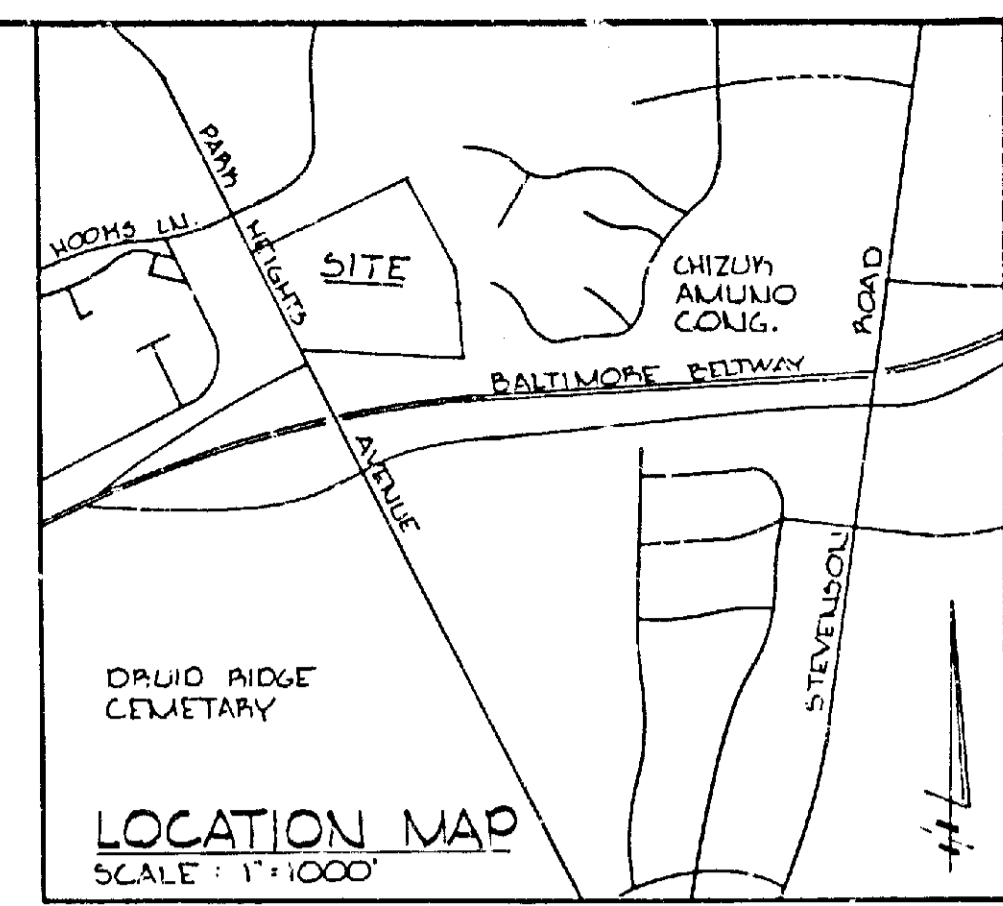 PARK HEIGHTS AVENUE
HOOKS LN.
SITE
CHIZUK
AMUNO
CONG.
STEVENSON ROAD
BALTIMORE BELTWAY
DRUID RIDGE
CEMETARY
LOCATION MAP
SCALE : 1":1000'